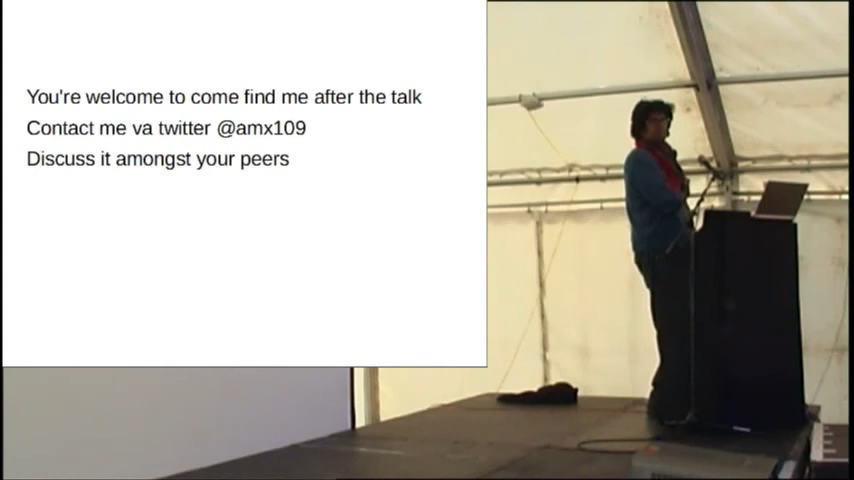 You're welcome to come find me after the talk
Contact me va twitter @amx109
Discuss it amongst your peers